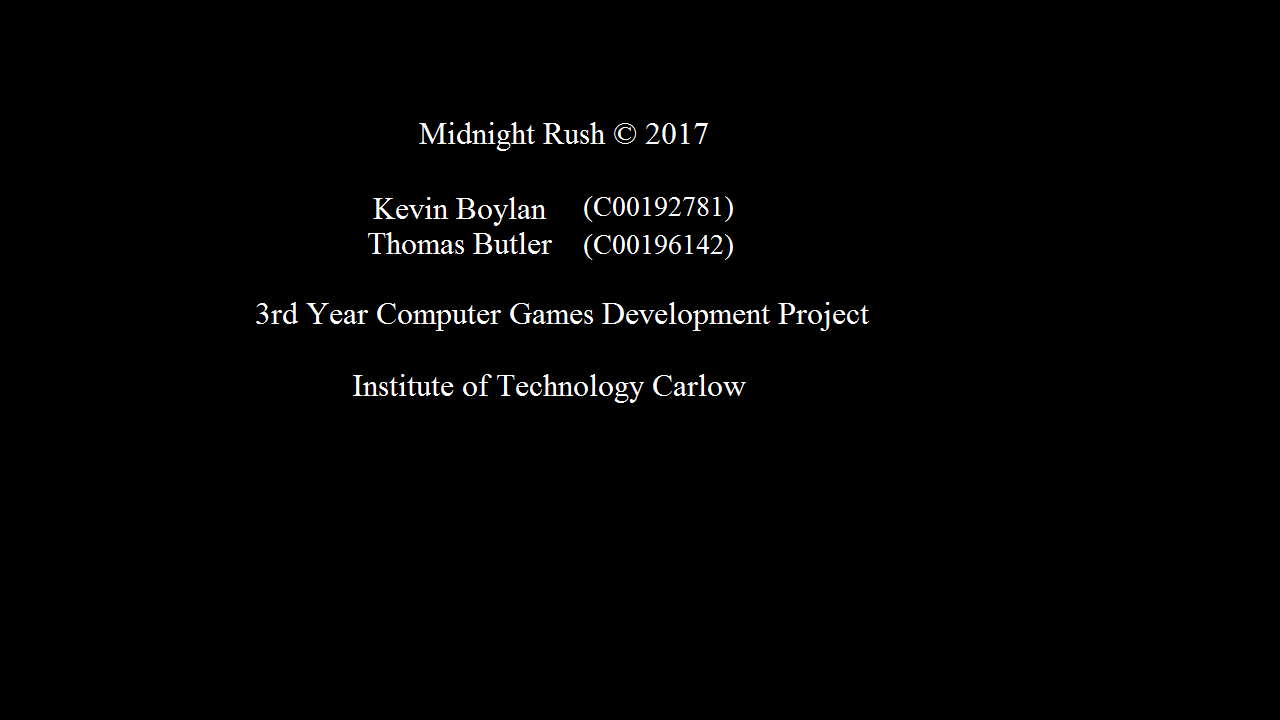 Midnight Rush © 2017
Kevin Boylan (C00192781)
Thomas Butler (C00196142)
3rd Year Computer Games Development Project
Institute of Technology Carlow